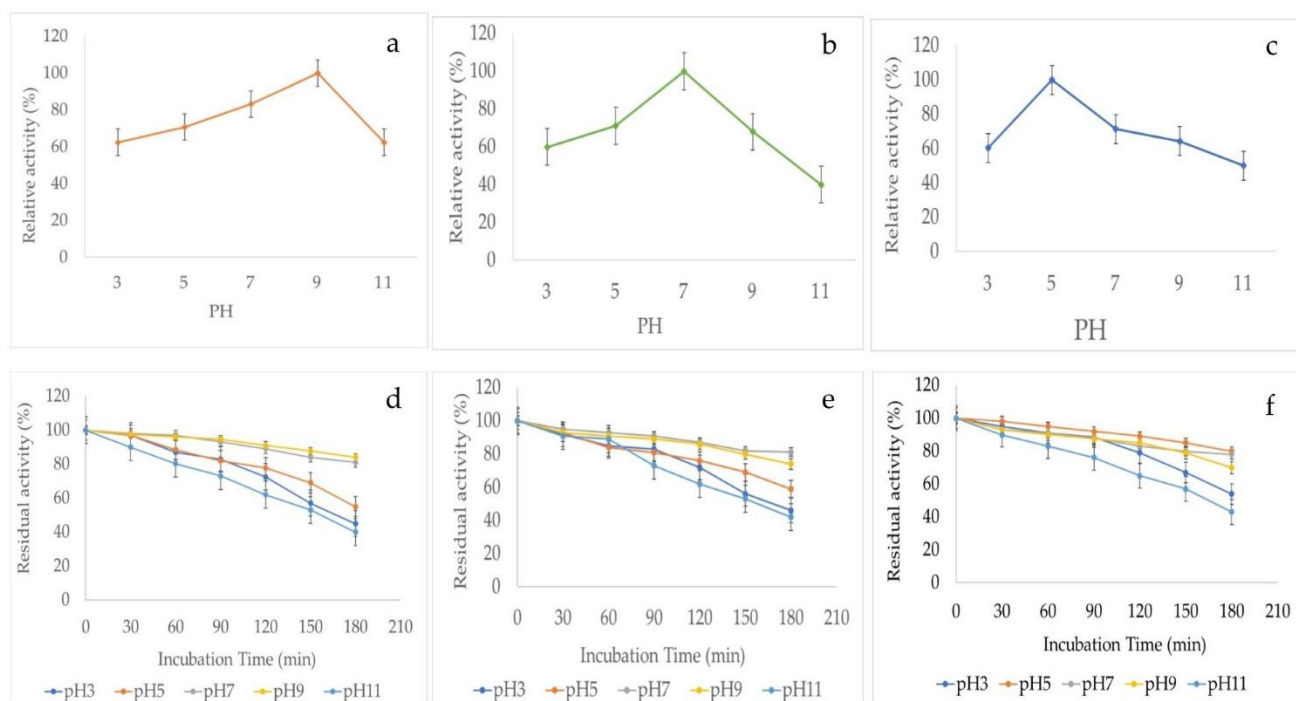 a
120
100
80
60
40
20
0
Relative activity (%)
3 5 7 9 11
PH
b
120
100
80
60
40
20
0
Relative activity (%)
3 5 7 9 11
PH
c
120
100
80
60
40
20
0
Relative activity (%)
3 5 7 9 11
PH
d
120
100
80
60
40
20
0
Residual activity (%)
0 30 60 90 120 150 180 210
Incubation Time (min)
pH3 pH5 pH7 pH9 pH11
e
120
100
80
60
40
20
0
Residual activity (%)
0 30 60 90 120 150 180 210
Incubation Time (min)
pH3 pH5 pH7 pH9 pH11
f
120
100
80
60
40
20
0
Residual activity (%)
0 30 60 90 120 150 180 210
Incubation Time (min)
pH3 pH5 pH7 pH9 pH11